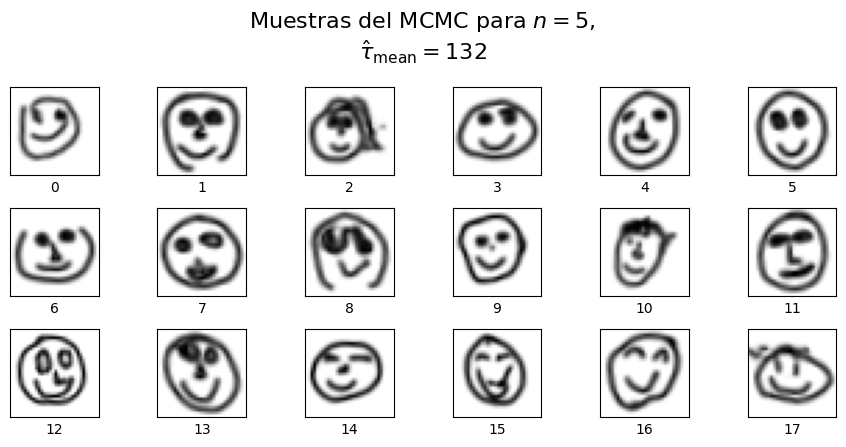 Muestras del MCMC para n = 5,
τ̂mean = 132
0 1 2 3 4 5
6 7 8 9 10 11
12 13 14 15 16 17